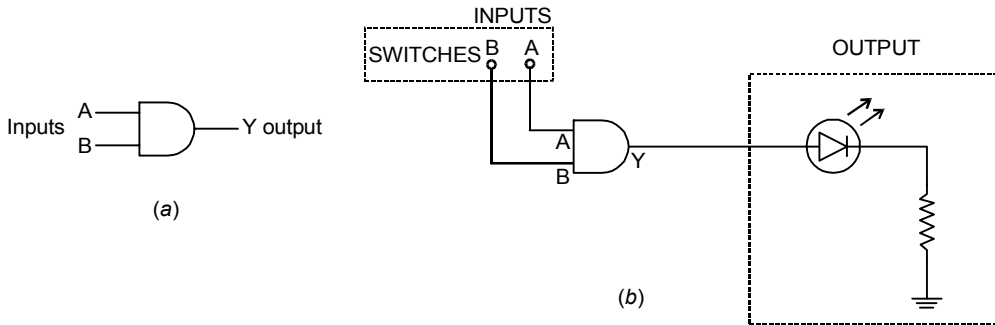 A
Inputs
B
Y output
(a)
INPUTS
SWITCHES B A
A
B
Y
OUTPUT
(b)